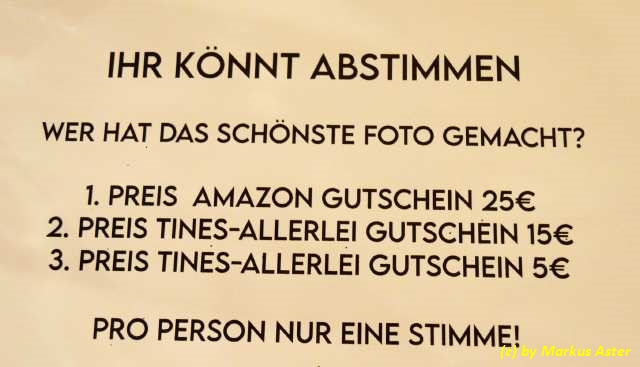 IHR KÖNNT ABSTIMMEN
WER HAT DAS SCHÖNSTE FOTO GEMACHT?
1. PREIS AMAZON GUTSCHEIN 25€
2. PREIS TINES-ALLERLEI GUTSCHEIN 15€
3. PREIS TINES-ALLERLEI GUTSCHEIN 5€
PRO PERSON NUR EINE STIMME!
(c) by Markus Aster